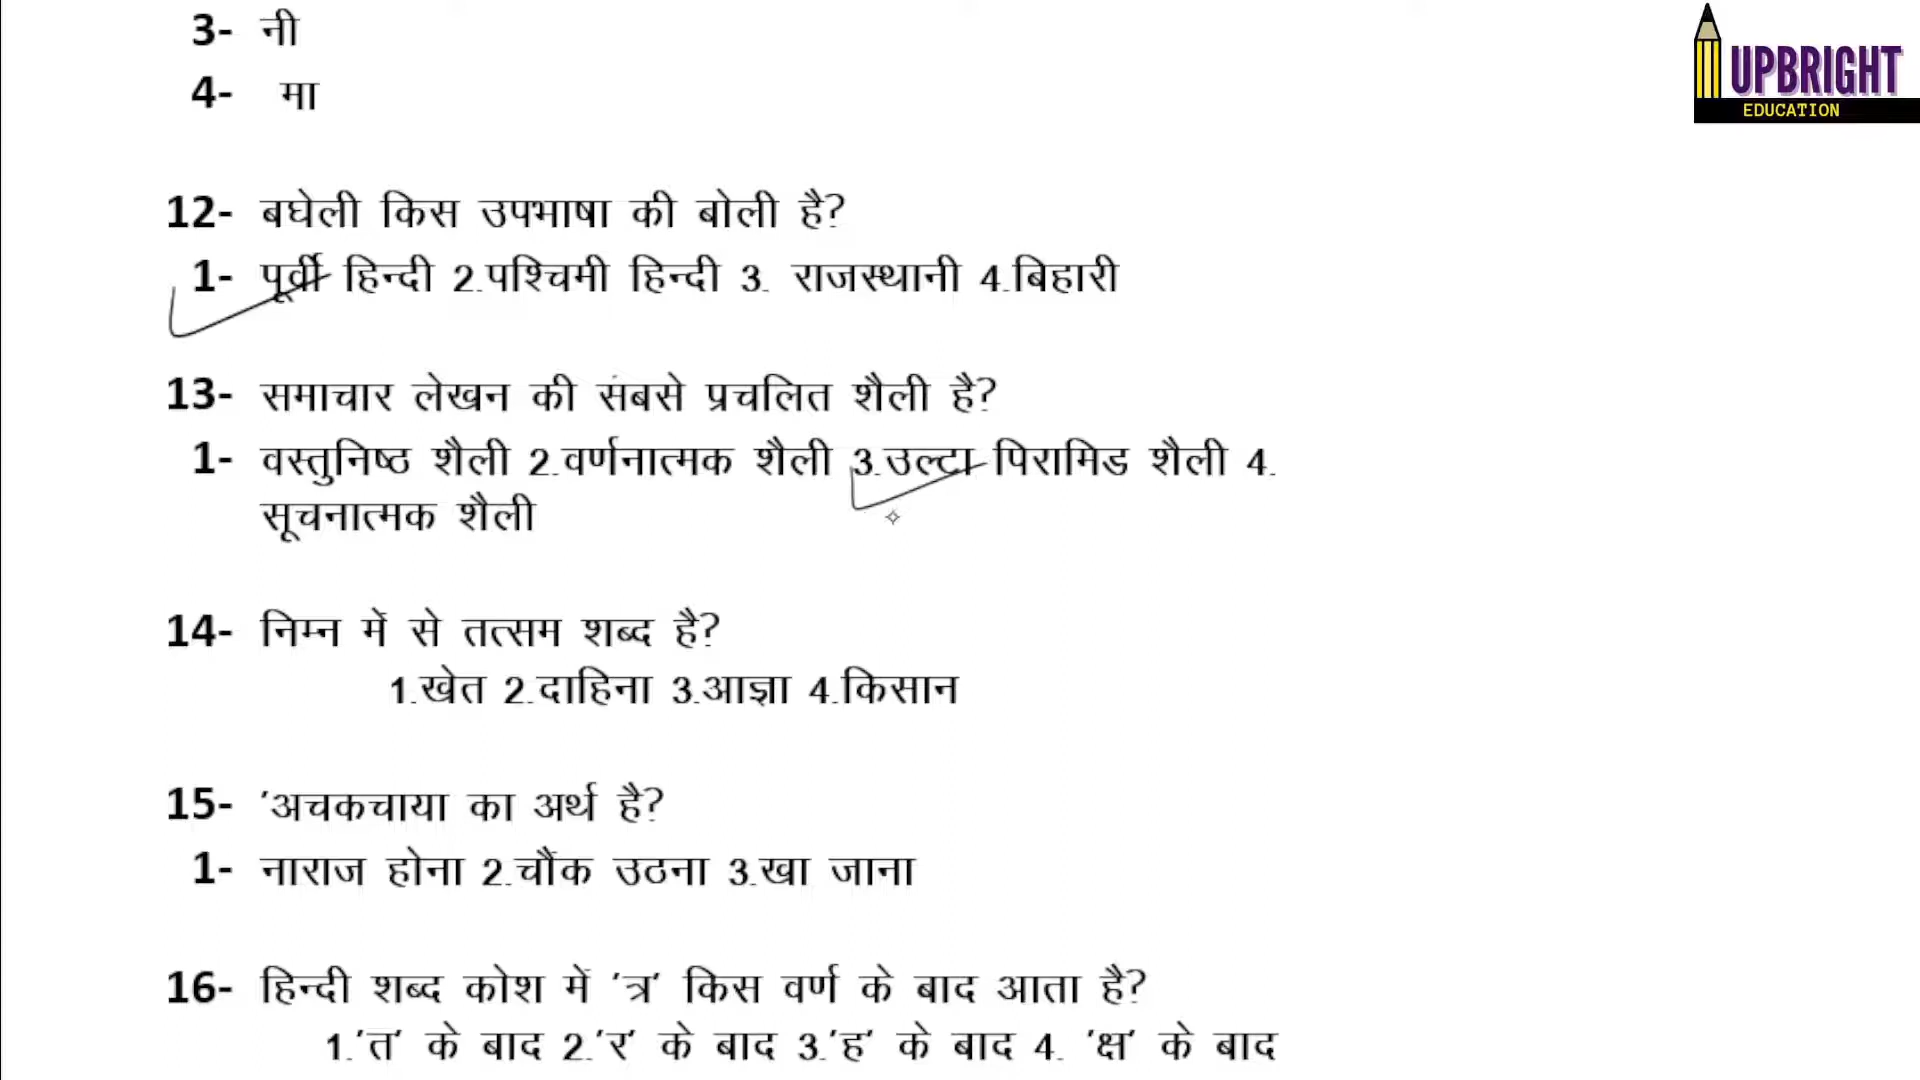 3- नी
4- मा
UPBRIGHT
EDUCATION
12- बघेली किस उपभाषा की बोली है?
1- पूर्वी हिन्दी 2.पश्चिमी हिन्दी 3. राजस्थानी 4.बिहारी
13- समाचार लेखन की सबसे प्रचलित शैली है?
1- वस्तुनिष्ठ शैली 2.वर्णनात्मक शैली 3.उल्टा पिरामिड शैली 4.
सूचनात्मक शैली
14- निम्न में से तत्सम शब्द है?
1.खेत 2.दाहिना 3.आज्ञा 4.किसान
15- 'अचकचाया का अर्थ है?
1- नाराज होना 2.चौंक उठना 3.खा जाना
16- हिन्दी शब्द कोश में 'त्र' किस वर्ण के बाद आता है?
1.'त' के बाद 2.'र' के बाद 3.'ह' के बाद 4. 'क्ष' के बाद